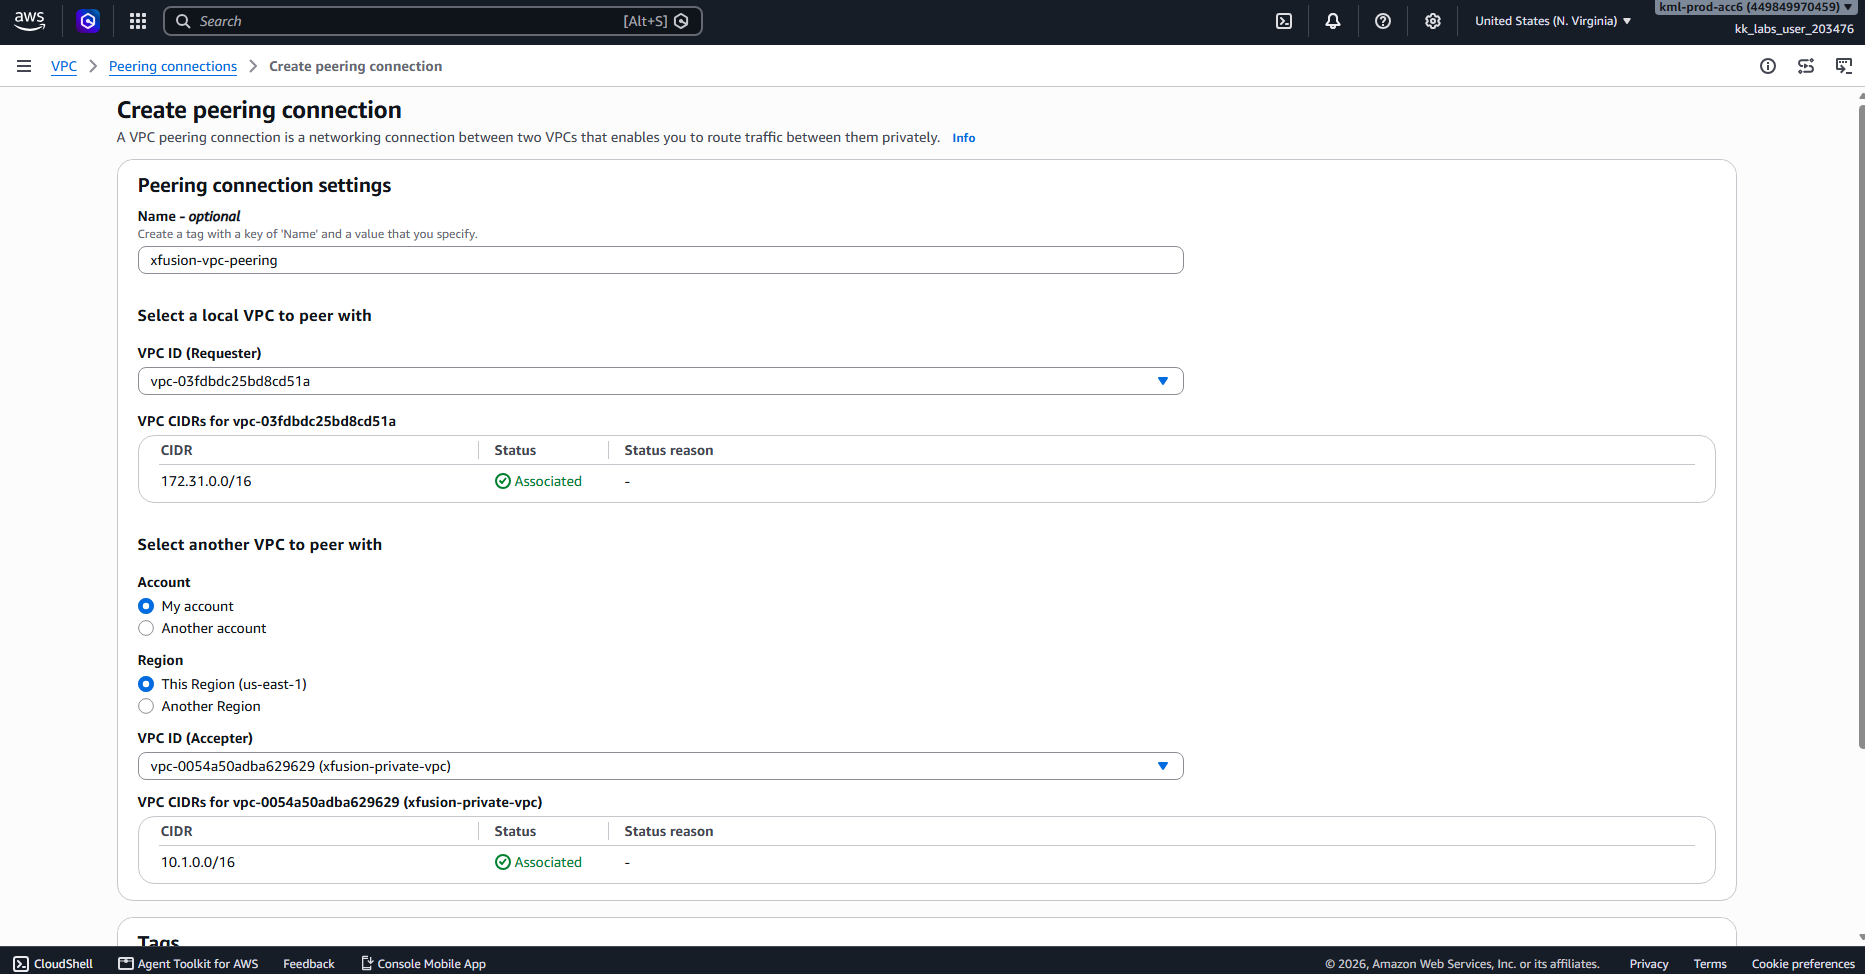 aws
Search [Alt+S]
United States (N. Virginia)
kml-prod-acc6 (449849970459)
kk_labs_user_203476
VPC
Peering connections
Create peering connection
Create peering connection
A VPC peering connection is a networking connection between two VPCs that enables you to route traffic between them privately. Info
Peering connection settings
Name - optional
Create a tag with a key of 'Name' and a value that you specify.
xfusion-vpc-peering
Select a local VPC to peer with
VPC ID (Requester)
vpc-03fdbdc25bd8cd51a
VPC CIDRs for vpc-03fdbdc25bd8cd51a
CIDR Status Status reason
172.31.0.0/16 Associated -
Select another VPC to peer with
Account
My account
Another account
Region
This Region (us-east-1)
Another Region
VPC ID (Accepter)
vpc-0054a50adba629629 (xfusion-private-vpc)
VPC CIDRs for vpc-0054a50adba629629 (xfusion-private-vpc)
CIDR Status Status reason
10.1.0.0/16 Associated -
Tags
CloudShell Agent Toolkit for AWS Feedback Console Mobile App © 2026, Amazon Web Services, Inc. or its affiliates. Privacy Terms Cookie preferences